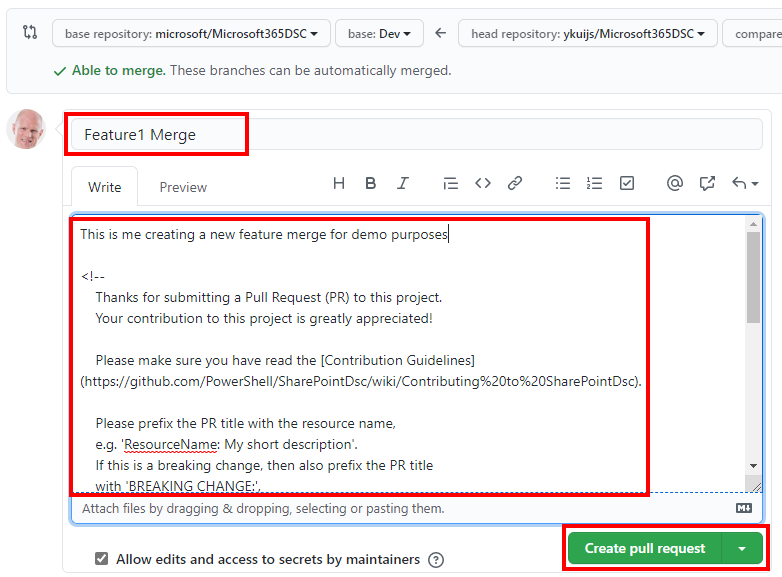 base repository: microsoft/Microsoft365DSC base: Dev head repository: ykuijs/Microsoft365DSC compare
Able to merge. These branches can be automatically merged.
Feature1 Merge
Write Preview H B I <> @
This is me creating a new feature merge for demo purposes
<!--
Thanks for submitting a Pull Request (PR) to this project.
Your contribution to this project is greatly appreciated!
Please make sure you have read the [Contribution Guidelines]
(https://github.com/PowerShell/SharePointDsc/wiki/Contributing%20to%20SharePointDsc).
Please prefix the PR title with the resource name,
e.g. 'ResourceName: My short description'.
If this is a breaking change, then also prefix the PR title
with 'BREAKING CHANGE:',
Attach files by dragging & dropping, selecting or pasting them. M↓
Create pull request
Allow edits and access to secrets by maintainers ?